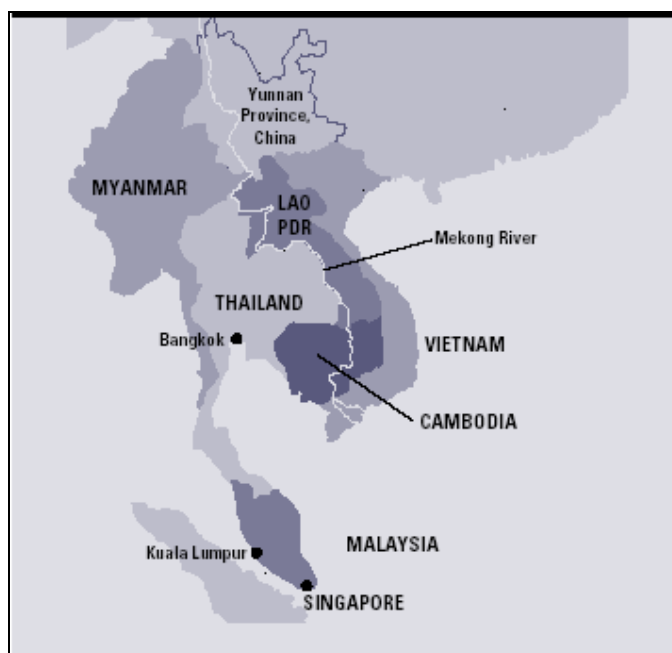 Yunnan
Province,
China
MYANMAR
LAO
PDR
Mekong River
THAILAND
Bangkok
VIETNAM
CAMBODIA
MALAYSIA
Kuala Lumpur
SINGAPORE